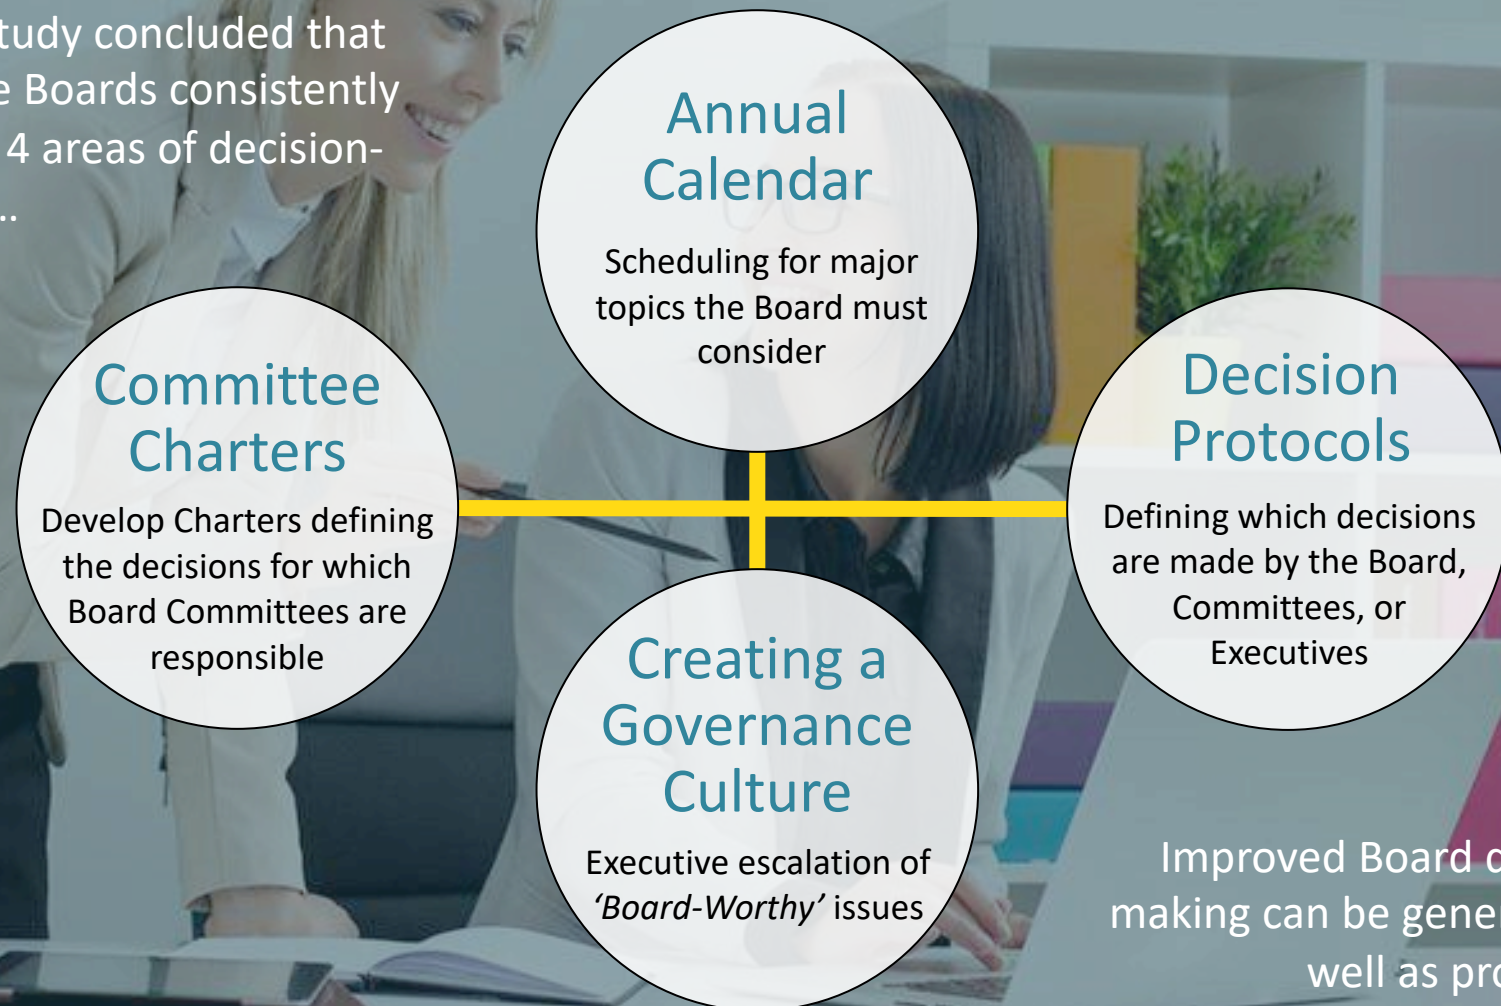 tudy concluded that
e Boards consistently
4 areas of decision-
..
Annual
Calendar
Scheduling for major
topics the Board must
consider
Committee
Charters
Develop Charters defining
the decisions for which
Board Committees are
responsible
Decision
Protocols
Defining which decisions
are made by the Board,
Committees, or
Executives
Creating a
Governance
Culture
Executive escalation of
‘Board-Worthy’ issues
Improved Board d
making can be gene
well as pro